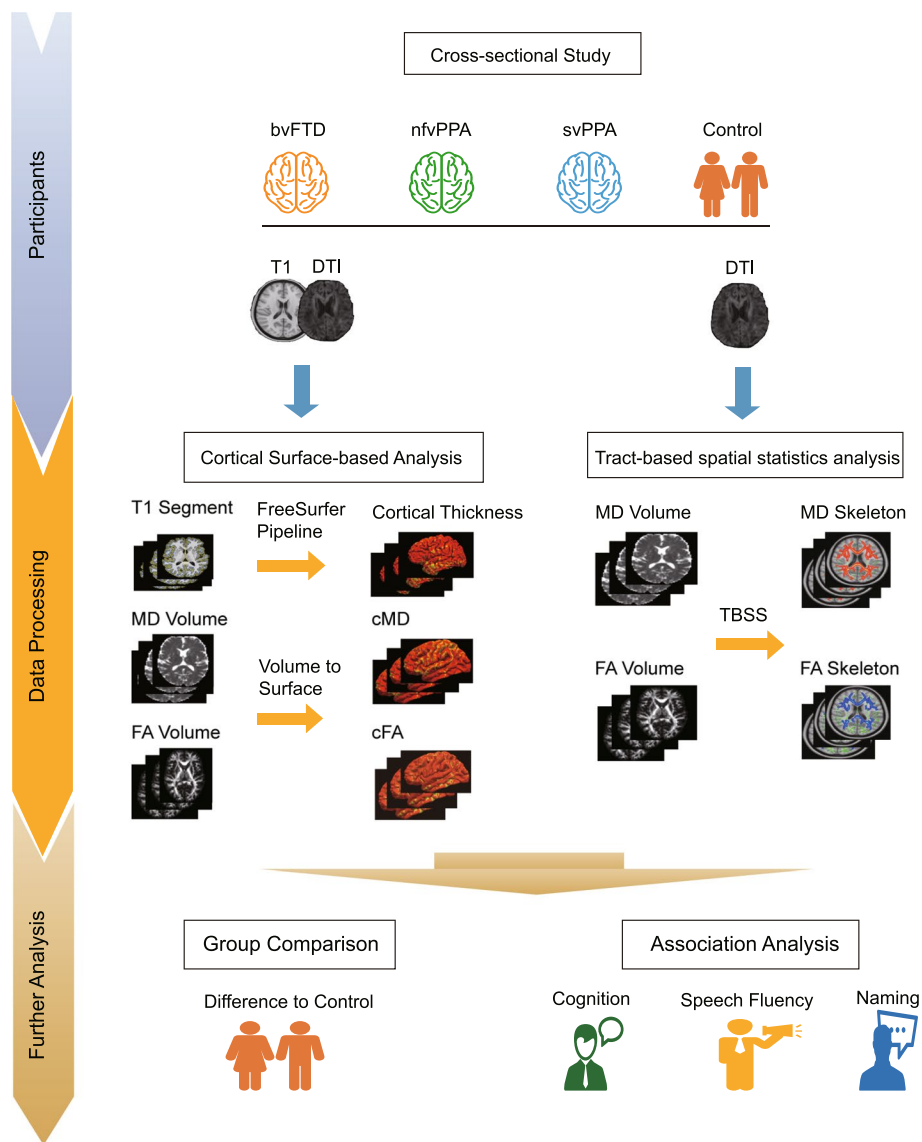 Cross-sectional Study
bvFTD
nfvPPA
svPPA
Control
Participants
T1
DTI
DTI
Cortical Surface-based Analysis
Tract-based spatial statistics analysis
Data Processing
T1 Segment
FreeSurfer
Pipeline
Cortical Thickness
MD Volume
Volume to
Surface
cMD
FA Volume
cFA
MD Volume
MD Skeleton
TBSS
FA Volume
FA Skeleton
Further Analysis
Group Comparison
Difference to Control
Association Analysis
Cognition
Speech Fluency
Naming